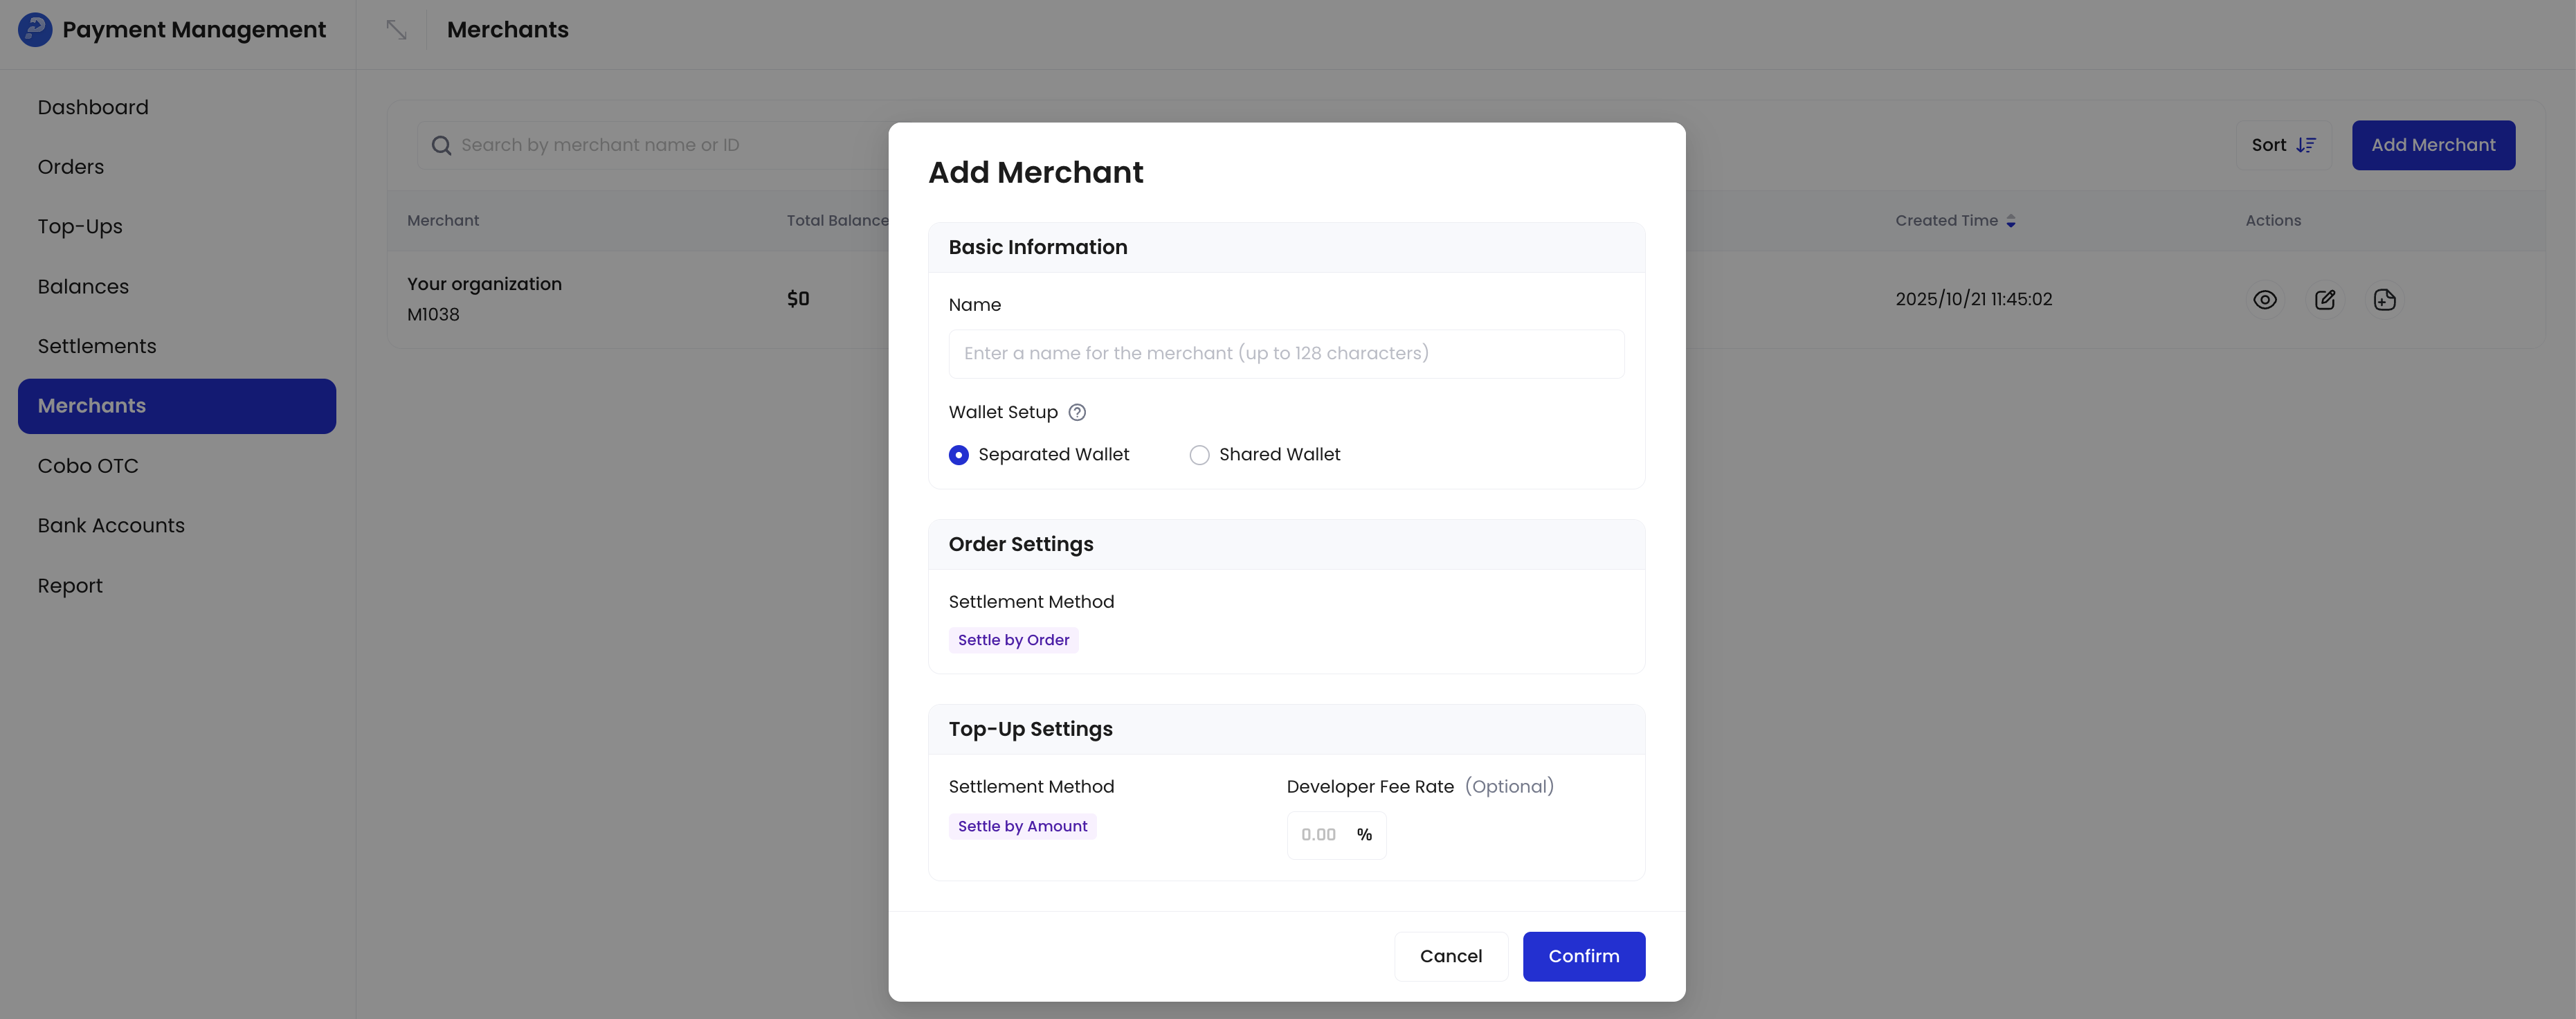 Payment Management
Merchants
Dashboard
Orders
Top-Ups
Balances
Settlements
Merchants
Cobo OTC
Bank Accounts
Report
Search by merchant name or ID
Sort
Add Merchant
Merchant
Total Balance
Created Time
Actions
Your organization
M1038
$0
2025/10/21 11:45:02
Add Merchant
Basic Information
Name
Enter a name for the merchant (up to 128 characters)
Wallet Setup
Separated Wallet
Shared Wallet
Order Settings
Settlement Method
Settle by Order
Top-Up Settings
Settlement Method
Developer Fee Rate (Optional)
Settle by Amount
0.00 %
Cancel
Confirm